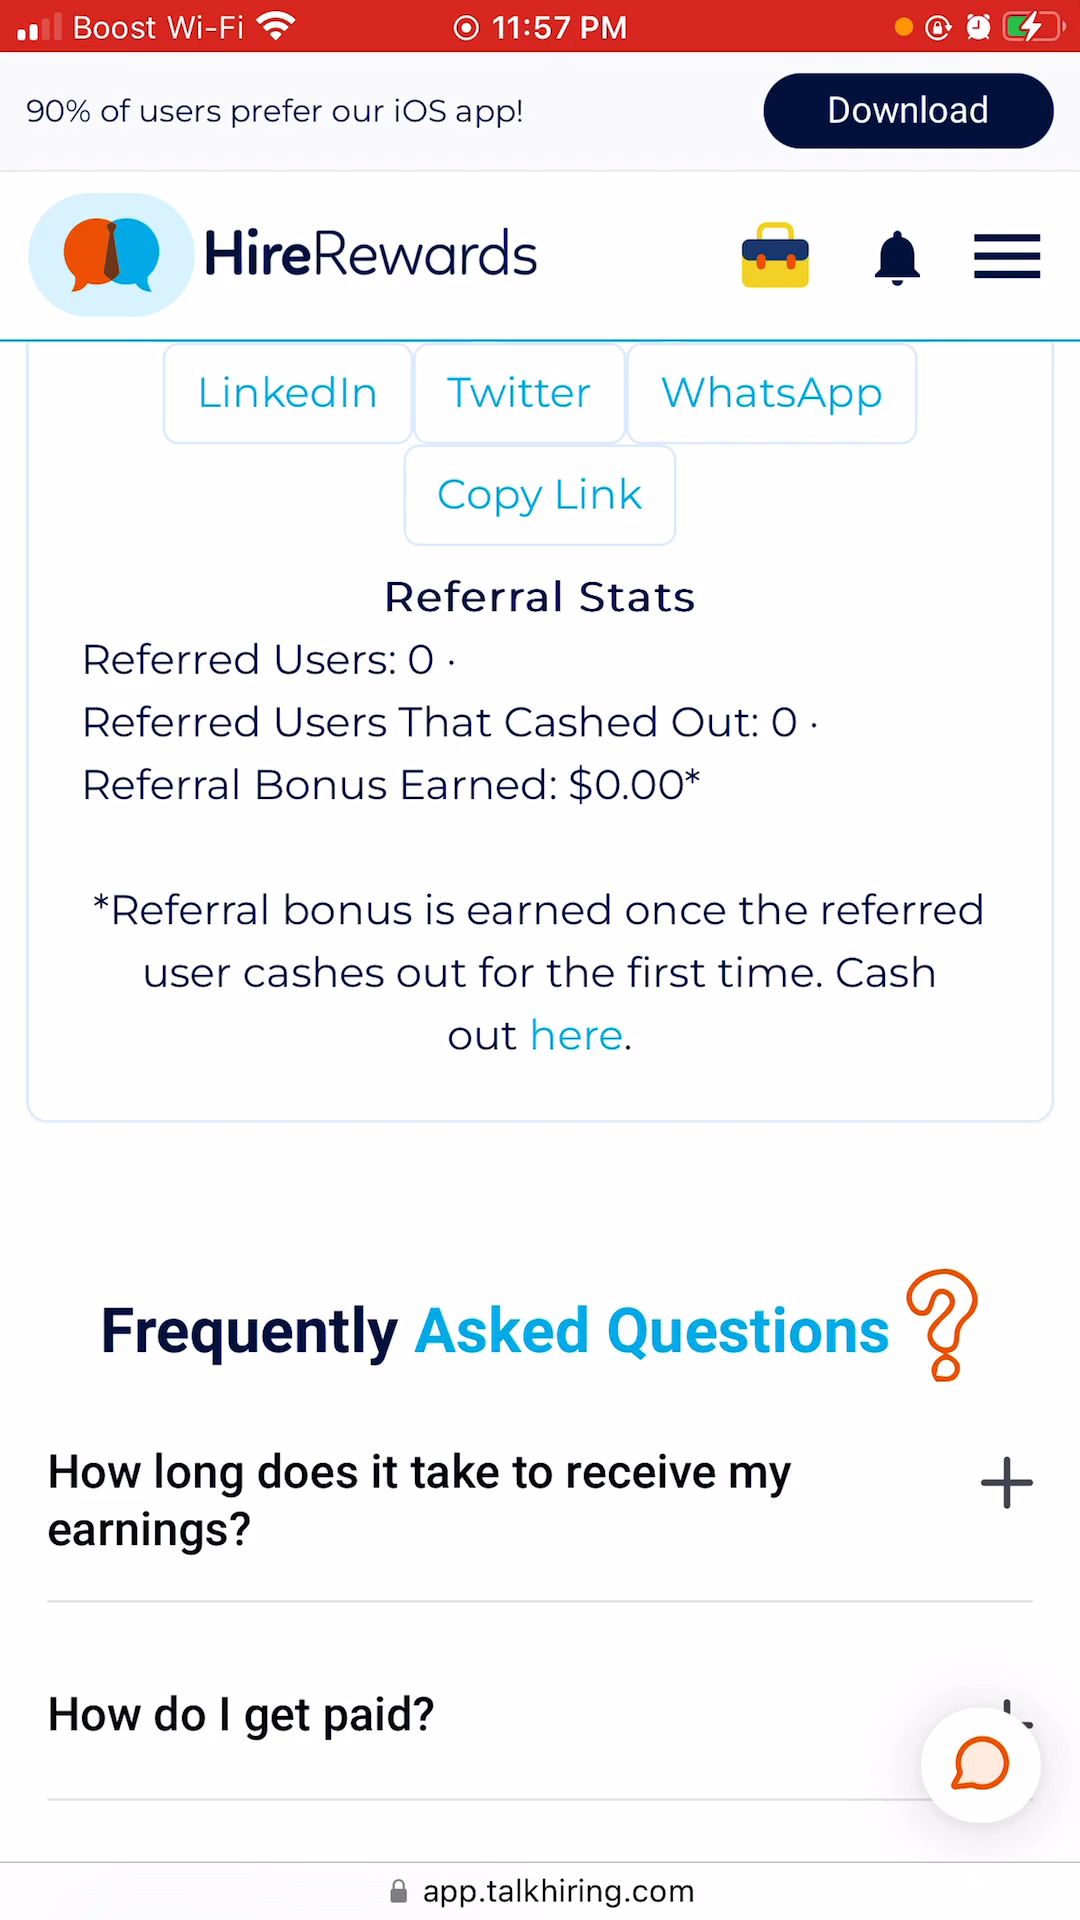 Boost Wi-Fi 11:57 PM
90% of users prefer our iOS app! Download
HireRewards
LinkedIn Twitter WhatsApp
Copy Link
Referral Stats
Referred Users: 0 ·
Referred Users That Cashed Out: 0 ·
Referral Bonus Earned: $0.00*
*Referral bonus is earned once the referred
user cashes out for the first time. Cash
out here.
Frequently Asked Questions
How long does it take to receive my
earnings?
How do I get paid?
app.talkhiring.com